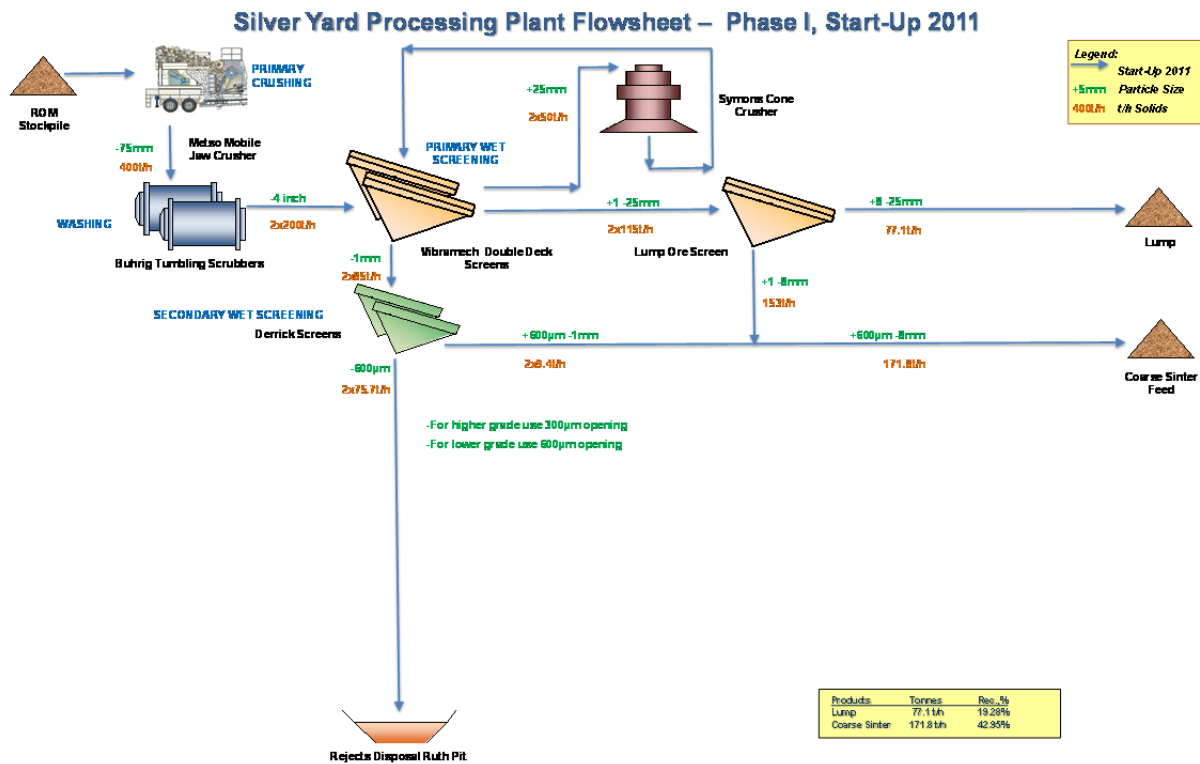 Silver Yard Processing Plant Flowsheet – Phase I, Start-Up 2011
Legend:
Start-Up 2011
+5mm Particle Size
400t/h t/h Solids
ROM
Stockpile
PRIMARY
CRUSHING
Metso Mobile
Jaw Crusher
-75mm
400t/h
WASHING
Buhrig Tumbling Scrubbers
-4 inch
2x200t/h
PRIMARY WET
SCREENING
+25mm
2x50t/h
Symons Cone
Crusher
Vibramech Double Deck
Screens
+1 -25mm
2x115t/h
Lump Ore Screen
+8 -25mm
77.1t/h
Lump
-1mm
2x85t/h
+1 -8mm
153t/h
SECONDARY WET SCREENING
Derrick Screens
+600µm -1mm
2x9.4t/h
+600µm -8mm
171.8t/h
Coarse Sinter
Feed
-600µm
2x75.7t/h
-For higher grade use 300µm opening
-For lower grade use 600µm opening
Rejects Disposal Ruth Pit
Products Tonnes Rec.,%
Lump 77.1 t/h 19.28%
Coarse Sinter 171.8 t/h 42.95%